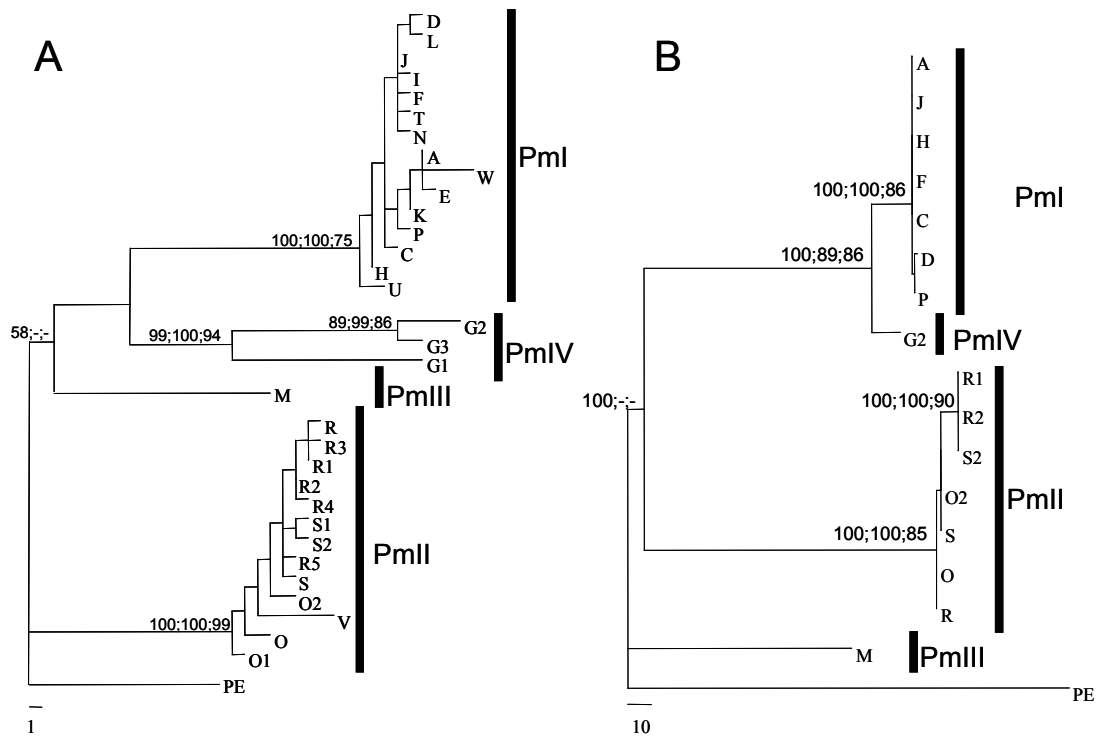 A
D
L
J
I
F
T
N
A
W
E
K
P
C
H
U
PmI
100;100;75
58;-;-
99;100;94
89;99;86
G2
G3
G1
PmIV
M
PmIII
R
R3
R1
R2
R4
S1
S2
R5
S
O2
V
O
O1
PmII
100;100;99
PE
1
B
A
J
H
F
C
D
P
PmI
100;100;86
100;89;86
G2
PmIV
100;-;-
R1
R2
S2
O2
S
O
R
100;100;90
100;100;85
PmII
M
PmIII
PE
10